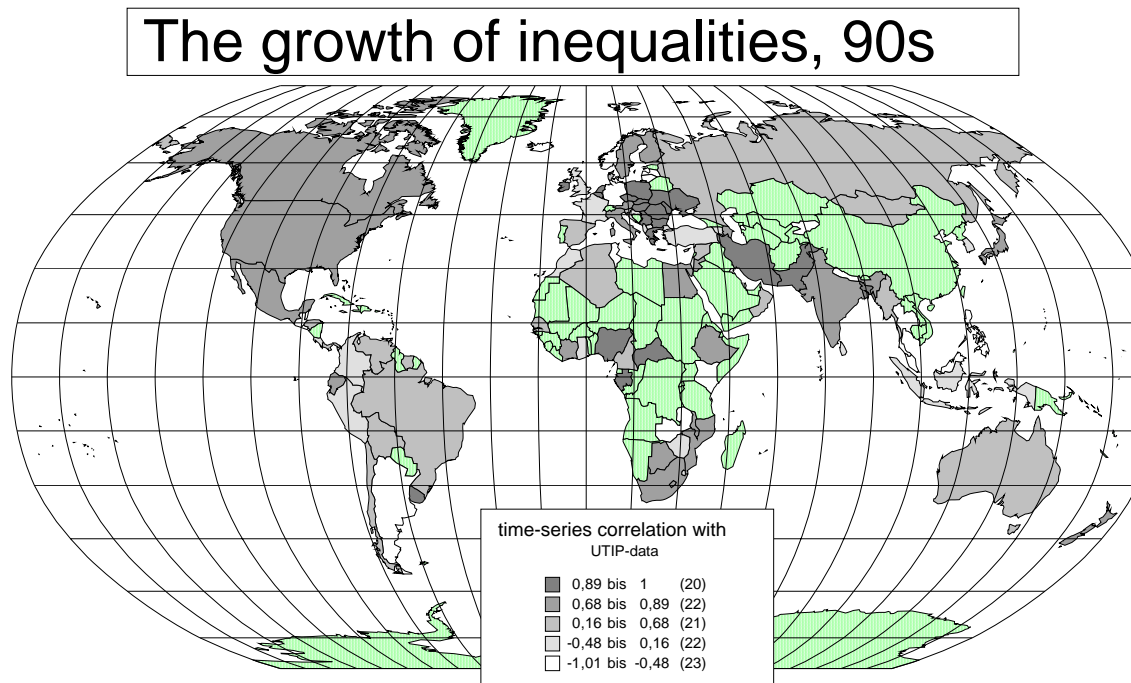 The growth of inequalities, 90s
time-series correlation with
UTIP-data
0,89 bis 1 (20)
0,68 bis 0,89 (22)
0,16 bis 0,68 (21)
-0,48 bis 0,16 (22)
-1,01 bis -0,48 (23)